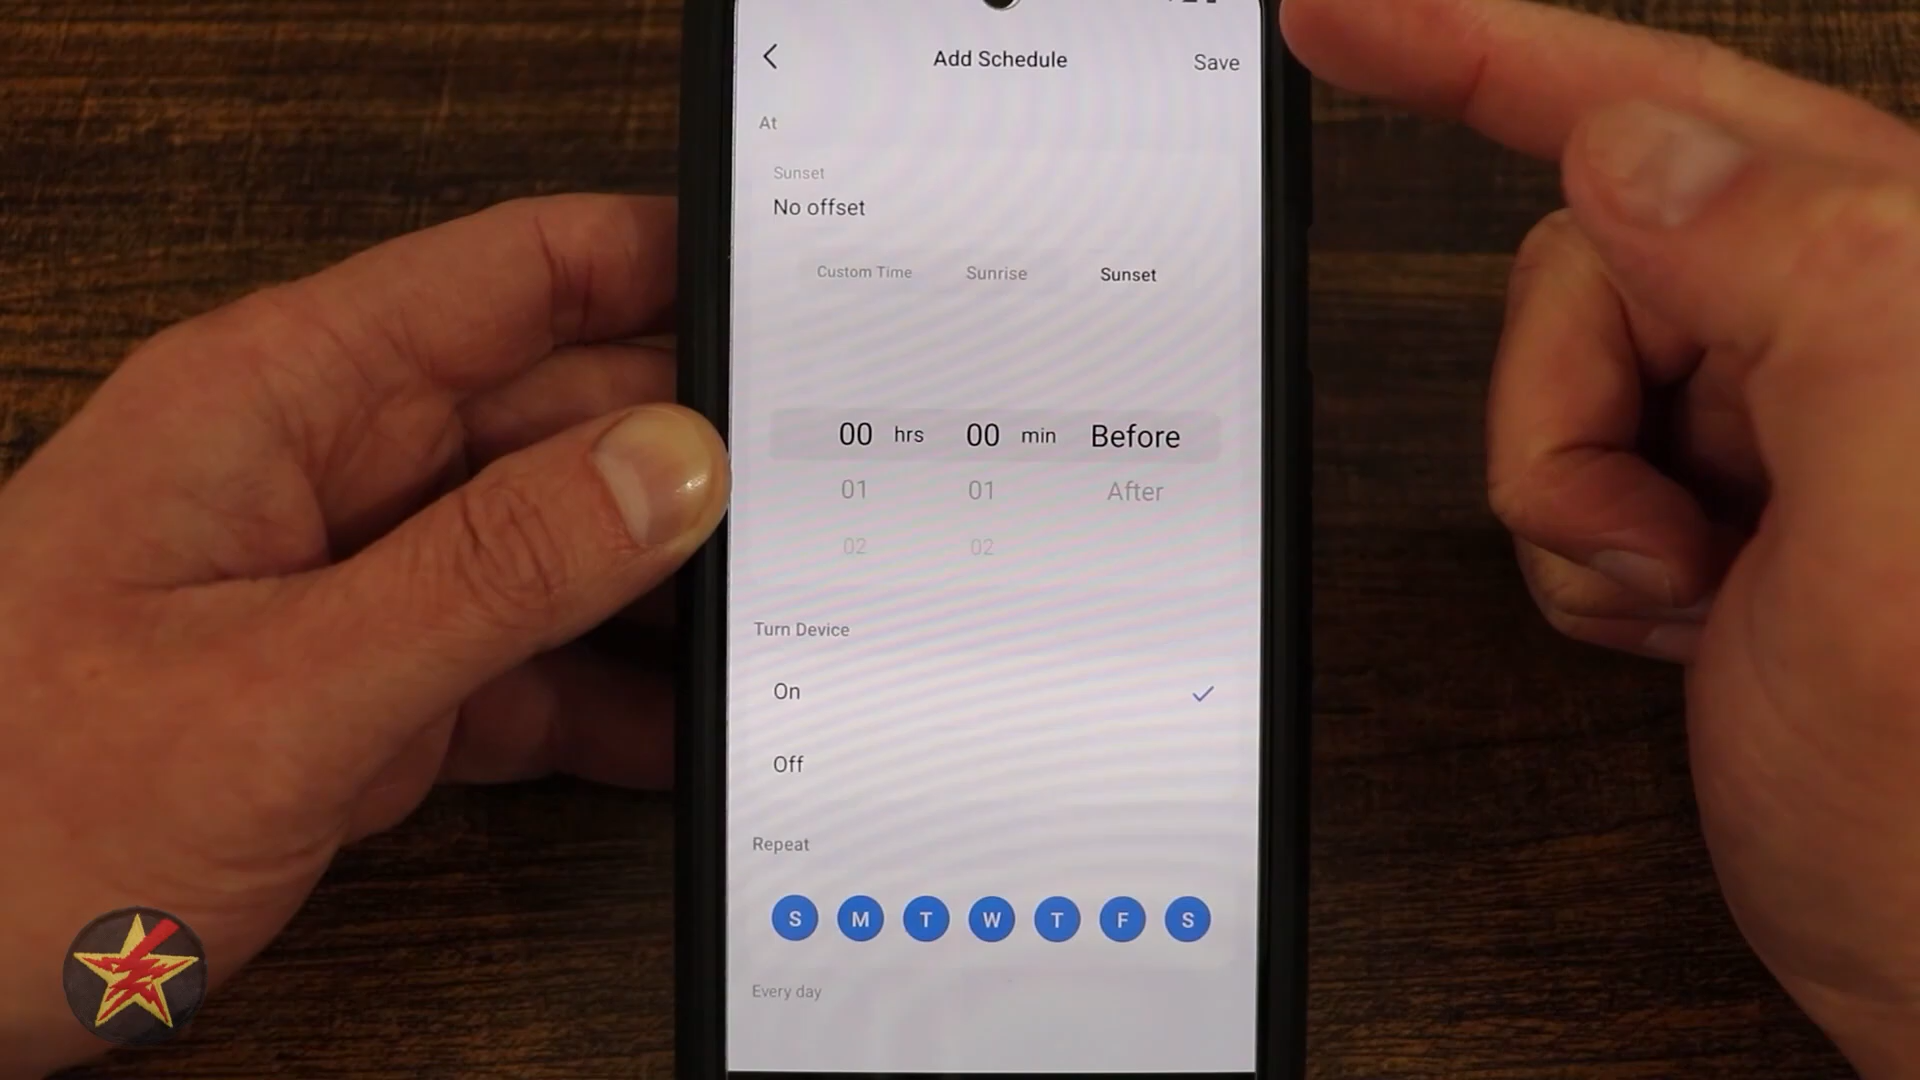 Add Schedule
Save
At
Sunset
No offset
Custom Time Sunrise Sunset
00 hrs 00 min Before
01 01 After
02 02
Turn Device
On
Off
Repeat
S M T W T F S
Every day